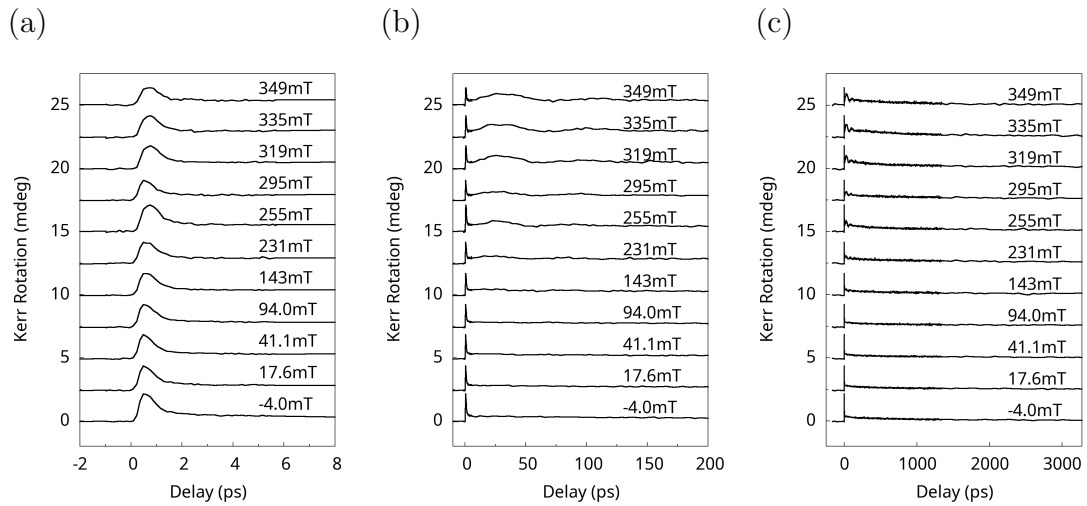 (a)
Kerr Rotation (mdeg)
25
20
15
10
5
0
349mT
335mT
319mT
295mT
255mT
231mT
143mT
94.0mT
41.1mT
17.6mT
-4.0mT
-2 0 2 4 6 8
Delay (ps)
(b)
Kerr Rotation (mdeg)
25
20
15
10
5
0
349mT
335mT
319mT
295mT
255mT
231mT
143mT
94.0mT
41.1mT
17.6mT
-4.0mT
0 50 100 150 200
Delay (ps)
(c)
Kerr Rotation (mdeg)
25
20
15
10
5
0
349mT
335mT
319mT
295mT
255mT
231mT
143mT
94.0mT
41.1mT
17.6mT
-4.0mT
0 1000 2000 3000
Delay (ps)